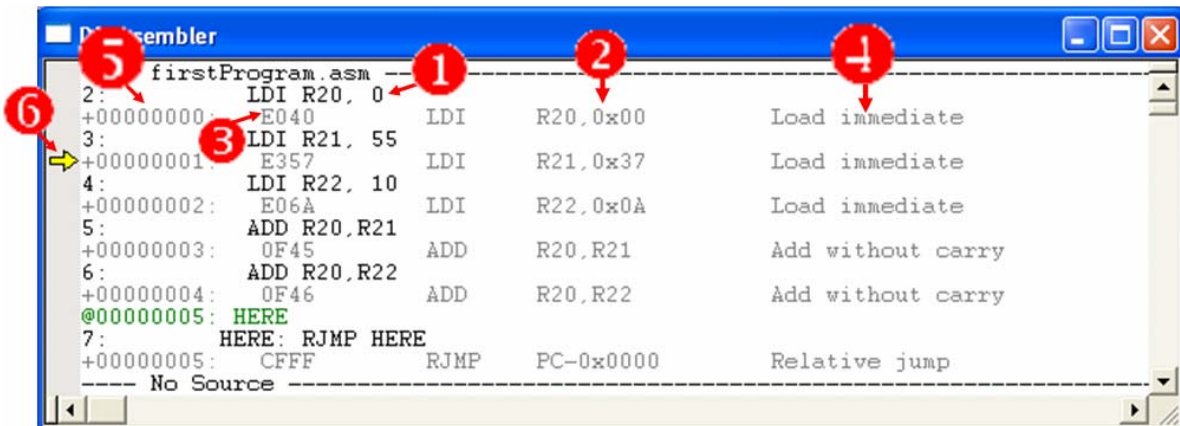 Disassembler
firstProgram.asm
2: LDI R20, 0
+00000000: E040 LDI R20,0x00 Load immediate
3: LDI R21, 55
+00000001: E357 LDI R21,0x37 Load immediate
4: LDI R22, 10
+00000002: E06A LDI R22,0x0A Load immediate
5: ADD R20,R21
+00000003: 0F45 ADD R20,R21 Add without carry
6: ADD R20,R22
+00000004: 0F46 ADD R20,R22 Add without carry
@00000005: HERE
7: HERE: RJMP HERE
+00000005: CFFF RJMP PC-0x0000 Relative jump
---- No Source ----
5
1
2
4
6
3